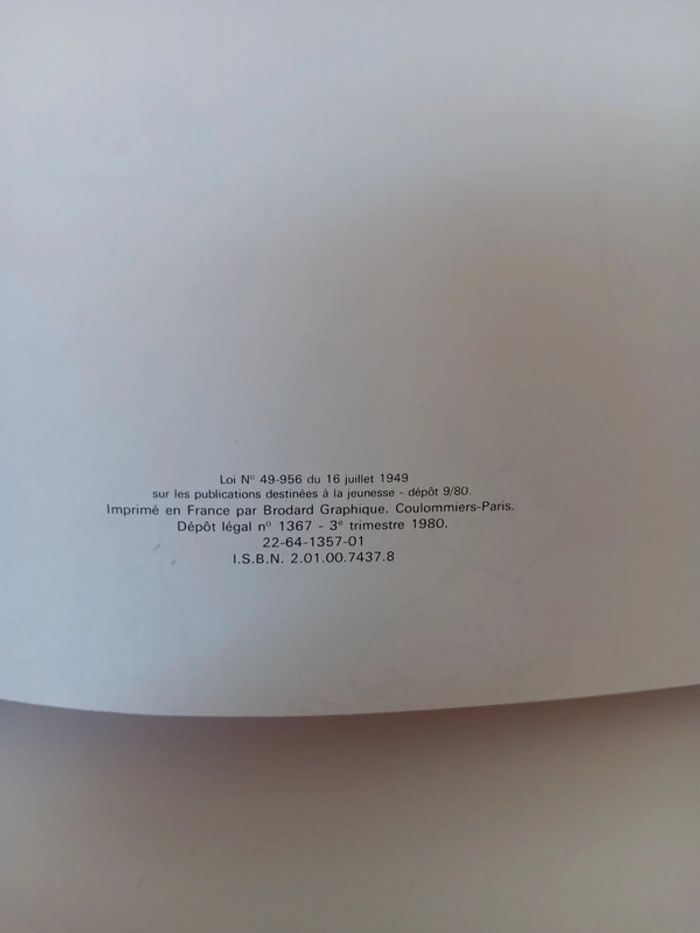 Loi N° 49-956 du 16 juillet 1949
sur les publications destinées à la jeunesse - dépôt 9/80.
Imprimé en France par Brodard Graphique. Coulommiers-Paris.
Dépôt légal n° 1367 - 3e trimestre 1980.
22-64-1357-01
I.S.B.N. 2.01.00.7437.8